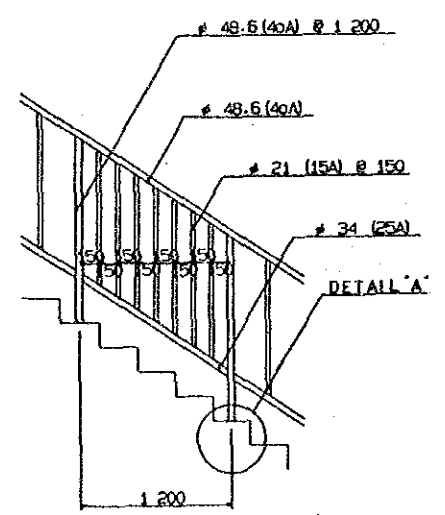 ø 48.6 (40A) @ 1 200
ø 48.6 (40A)
ø 21 (15A) @ 150
ø 34 (25A)
DETAIL "A"
150 150 150 150
150 150 150 150
1 200